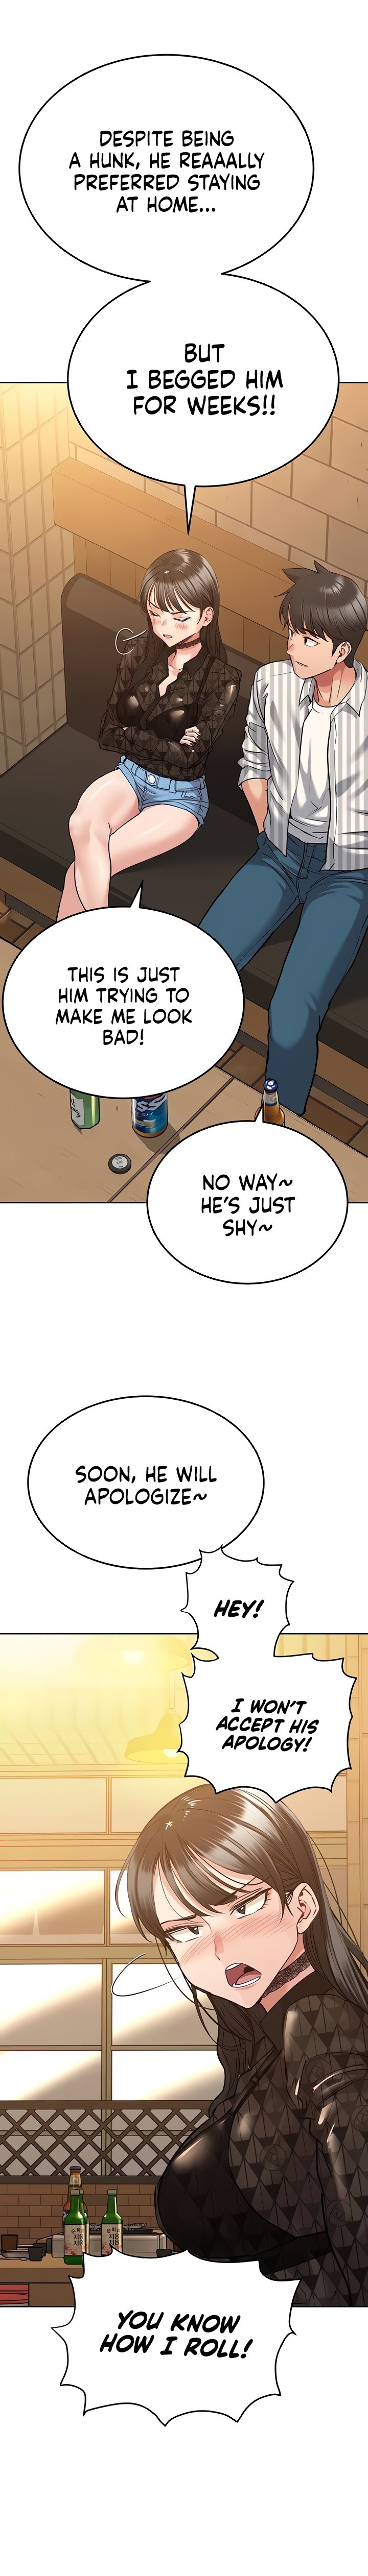 DESPITE BEING
A HUNK, HE REAAALLY
PREFERRED STAYING
AT HOME...
BUT
I BEGGED HIM
FOR WEEKS!!
THIS IS JUST
HIM TRYING TO
MAKE ME LOOK
BAD!
NO WAY~
HE'S JUST
SHY~
SOON, HE WILL
APOLOGIZE~
HEY!
I WON'T
ACCEPT HIS
APOLOGY!
YOU KNOW
HOW I ROLL!